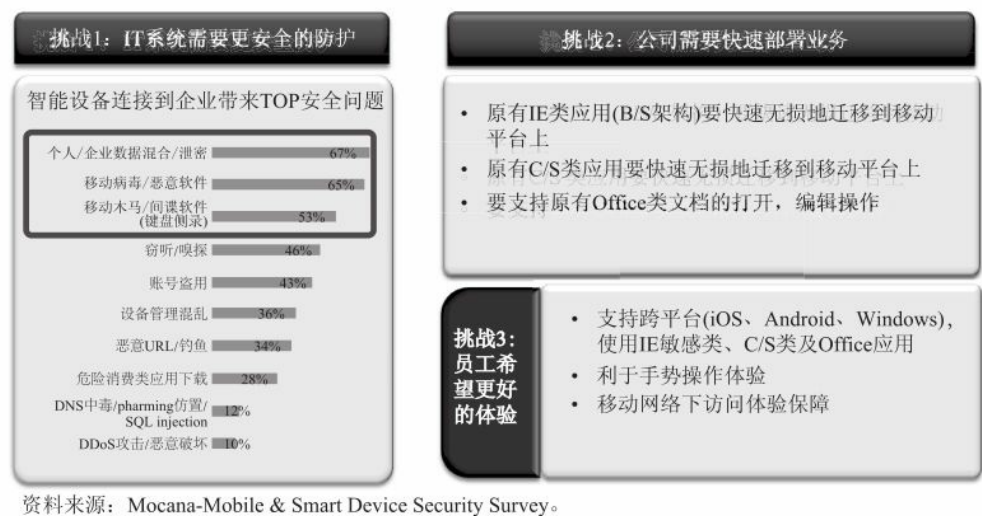 挑战1：IT系统需要更安全的防护
智能设备连接到企业带来TOP安全问题
个人/企业数据混合/泄密 67%
移动病毒/恶意软件 65%
移动木马/间谍软件 53%
(键盘侧录)
窃听/嗅探 46%
账号盗用 43%
设备管理混乱 36%
恶意URL/钓鱼 34%
危险消费类应用下载 28%
DNS中毒/pharming仿置/ 12%
SQL injection
DDoS攻击/恶意破坏 10%
挑战2：公司需要快速部署业务
• 原有IE类应用(B/S架构)要快速无损地迁移到移动
平台上
• 原有C/S类应用要快速无损地迁移到移动平台上
• 要支持原有Office类文档的打开，编辑操作
挑战3：
员工希
望更好
的体验
• 支持跨平台(iOS、Android、Windows)，
使用IE敏感类、C/S类及Office应用
• 利于手势操作体验
• 移动网络下访问体验保障
资料来源：Mocana-Mobile & Smart Device Security Survey。